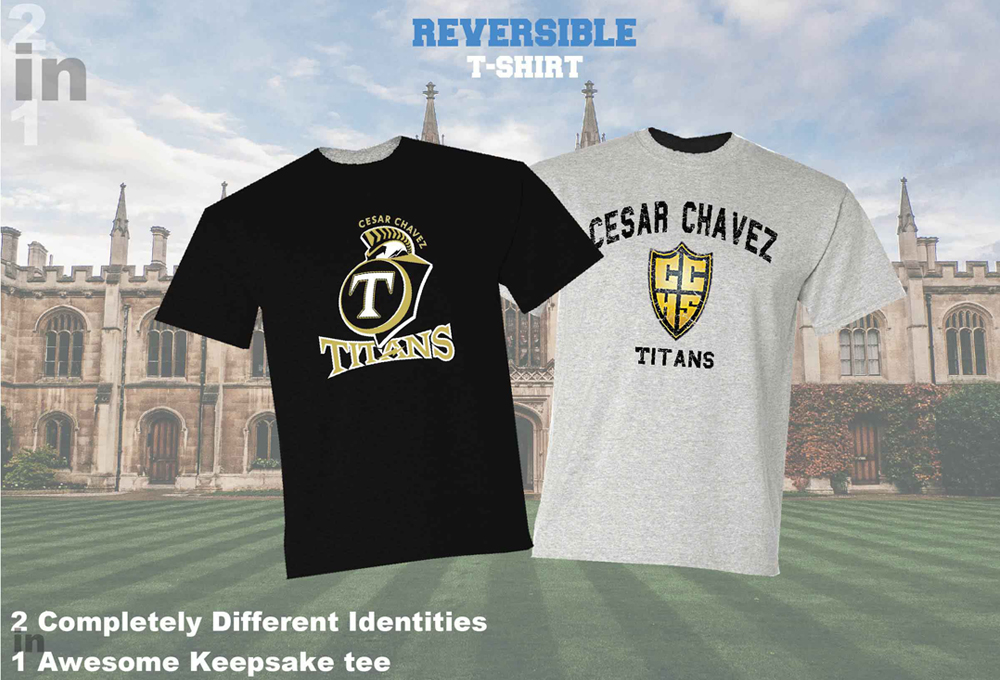 2
in
1
REVERSIBLE
T-SHIRT
CESAR CHAVEZ
T
TITANS
CESAR CHAVEZ
CC
HS
TITANS
2 Completely Different Identities
in
1 Awesome Keepsake tee